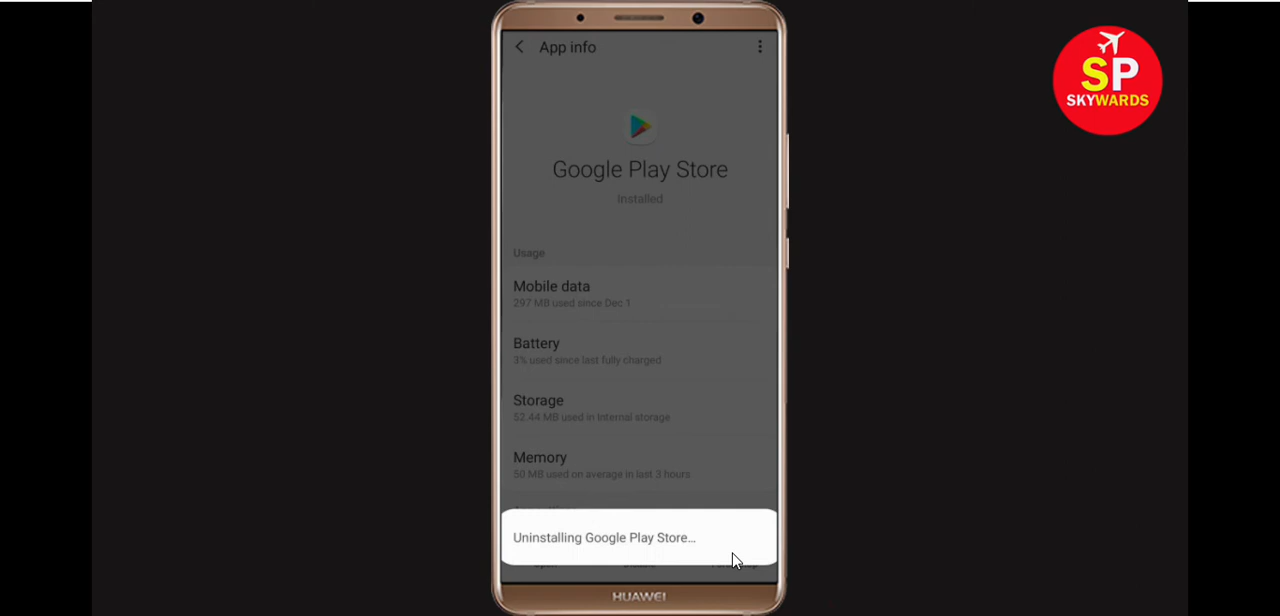 App info
SP
SKYWARDS
Google Play Store
Installed
Usage
Mobile data
297 MB used since Dec 1
Battery
3% used since last fully charged
Storage
52.44 MB used in Internal storage
Memory
50 MB used on average in last 3 hours
Uninstalling Google Play Store...
HUAWEI